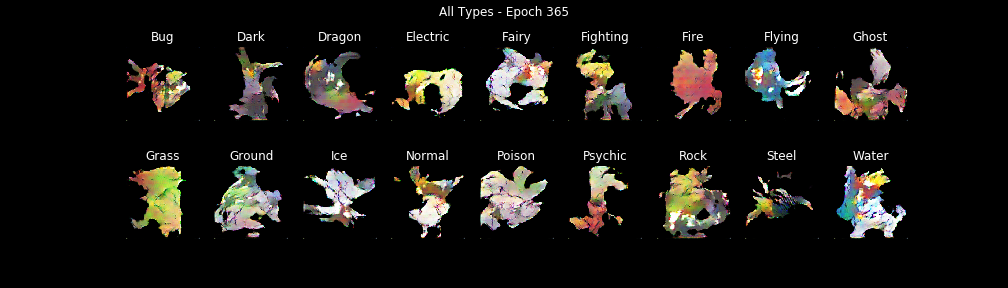 All Types - Epoch 365
Bug Dark Dragon Electric Fairy Fighting Fire Flying Ghost
Grass Ground Ice Normal Poison Psychic Rock Steel Water